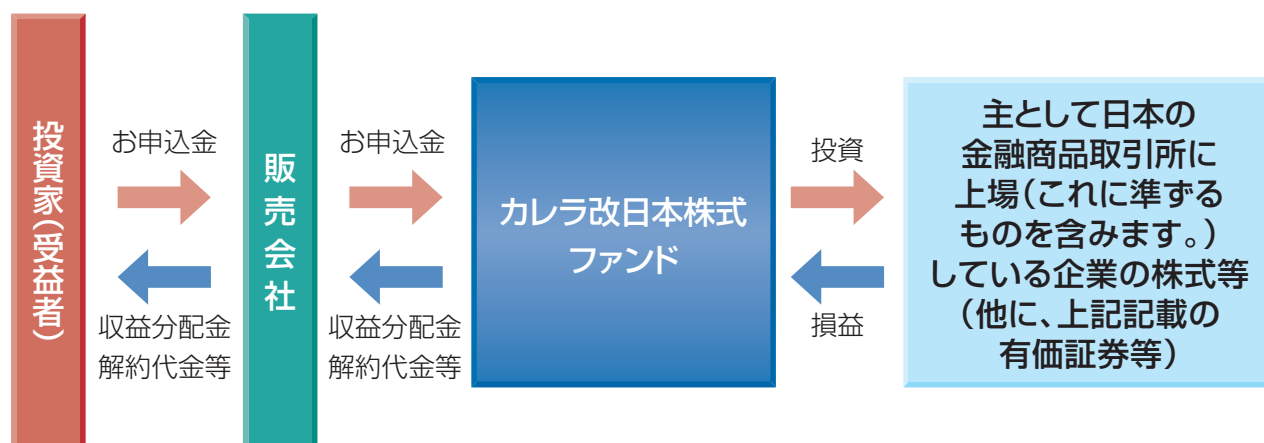 投資家(受益者)
お申込金
収益分配金
解約代金等
販売会社
お申込金
収益分配金
解約代金等
カレラ改日本株式
ファンド
投資
損益
主として日本の
金融商品取引所に
上場(これに準ずる
ものを含みます。)
している企業の株式等
(他に、上記記載の
有価証券等)